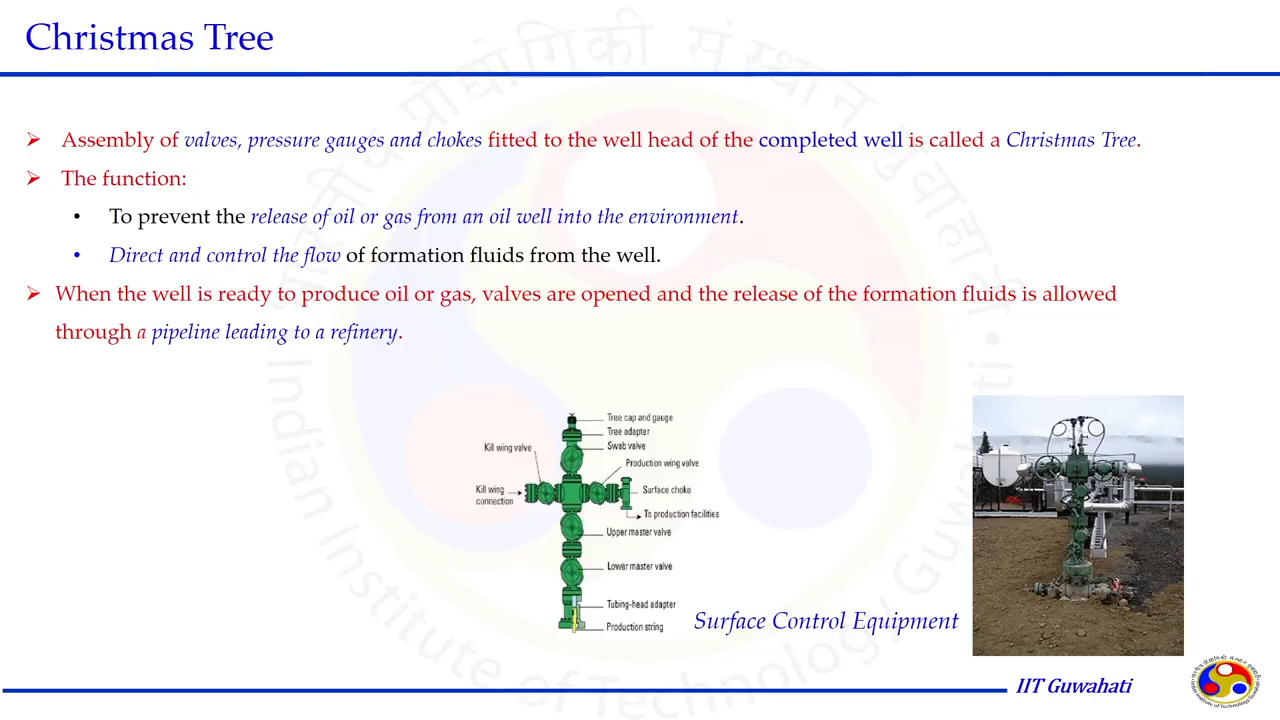 Christmas Tree
➢ Assembly of valves, pressure gauges and chokes fitted to the well head of the completed well is called a Christmas Tree.
➢ The function:
• To prevent the release of oil or gas from an oil well into the environment.
• Direct and control the flow of formation fluids from the well.
➢ When the well is ready to produce oil or gas, valves are opened and the release of the formation fluids is allowed
through a pipeline leading to a refinery.
Tree cap and gauge
Tree adapter
Swab valve
Kill wing valve
Production wing valve
Kill wing
connection
Surface choke
To production facilities
Upper master valve
Lower master valve
Tubing-head adapter
Production string
Surface Control Equipment
IIT Guwahati
Indian Institute of Technology Guwahati